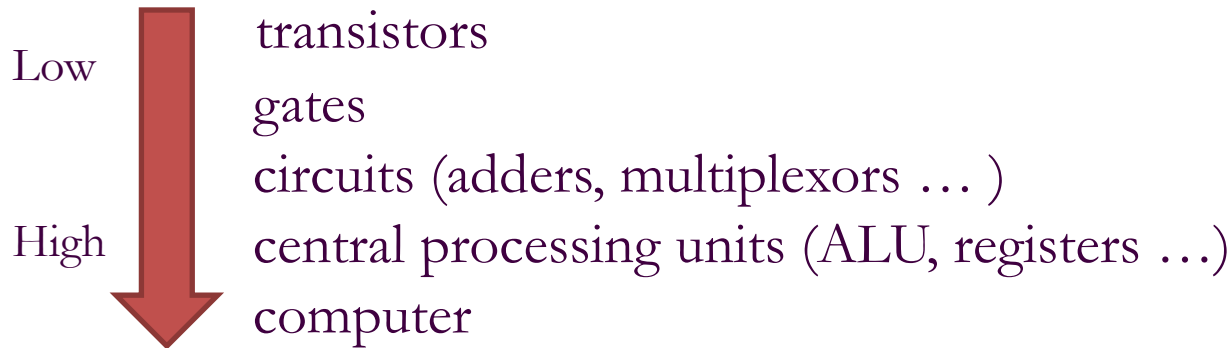 Low
transistors
gates
circuits (adders, multiplexors … )
High
central processing units (ALU, registers …)
computer